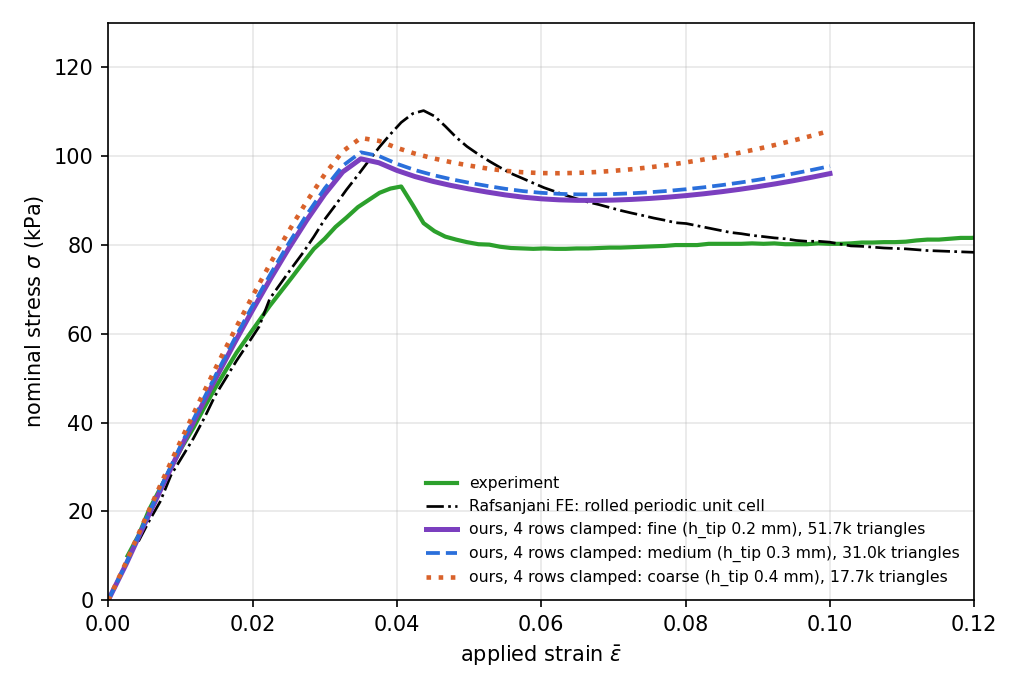 120
100
80
60
40
20
0
nominal stress σ (kPa)
experiment
Rafsanjani FE: rolled periodic unit cell
ours, 4 rows clamped: fine (h_tip 0.2 mm), 51.7k triangles
ours, 4 rows clamped: medium (h_tip 0.3 mm), 31.0k triangles
ours, 4 rows clamped: coarse (h_tip 0.4 mm), 17.7k triangles
0.00 0.02 0.04 0.06 0.08 0.10 0.12
applied strain ε̄